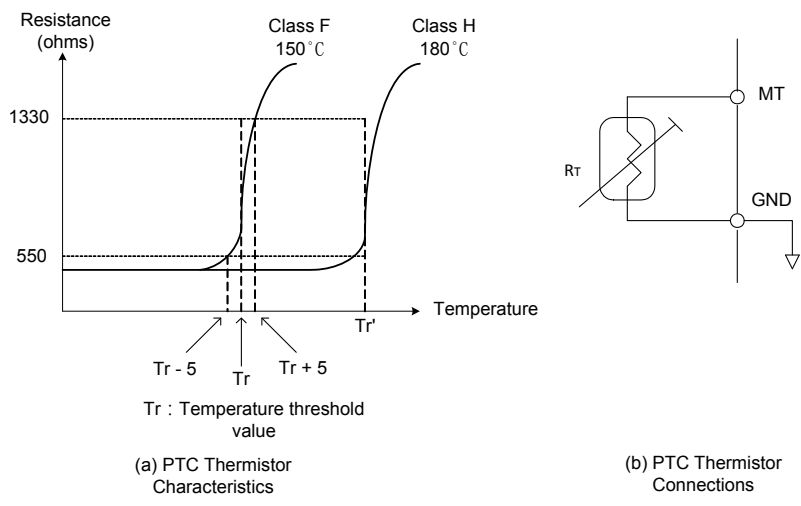 Resistance
(ohms)
Class F
150°C
Class H
180°C
1330
550
Temperature
Tr'
Tr - 5
Tr
Tr + 5
Tr : Temperature threshold
value
(a) PTC Thermistor
Characteristics
MT
RT
GND
(b) PTC Thermistor
Connections